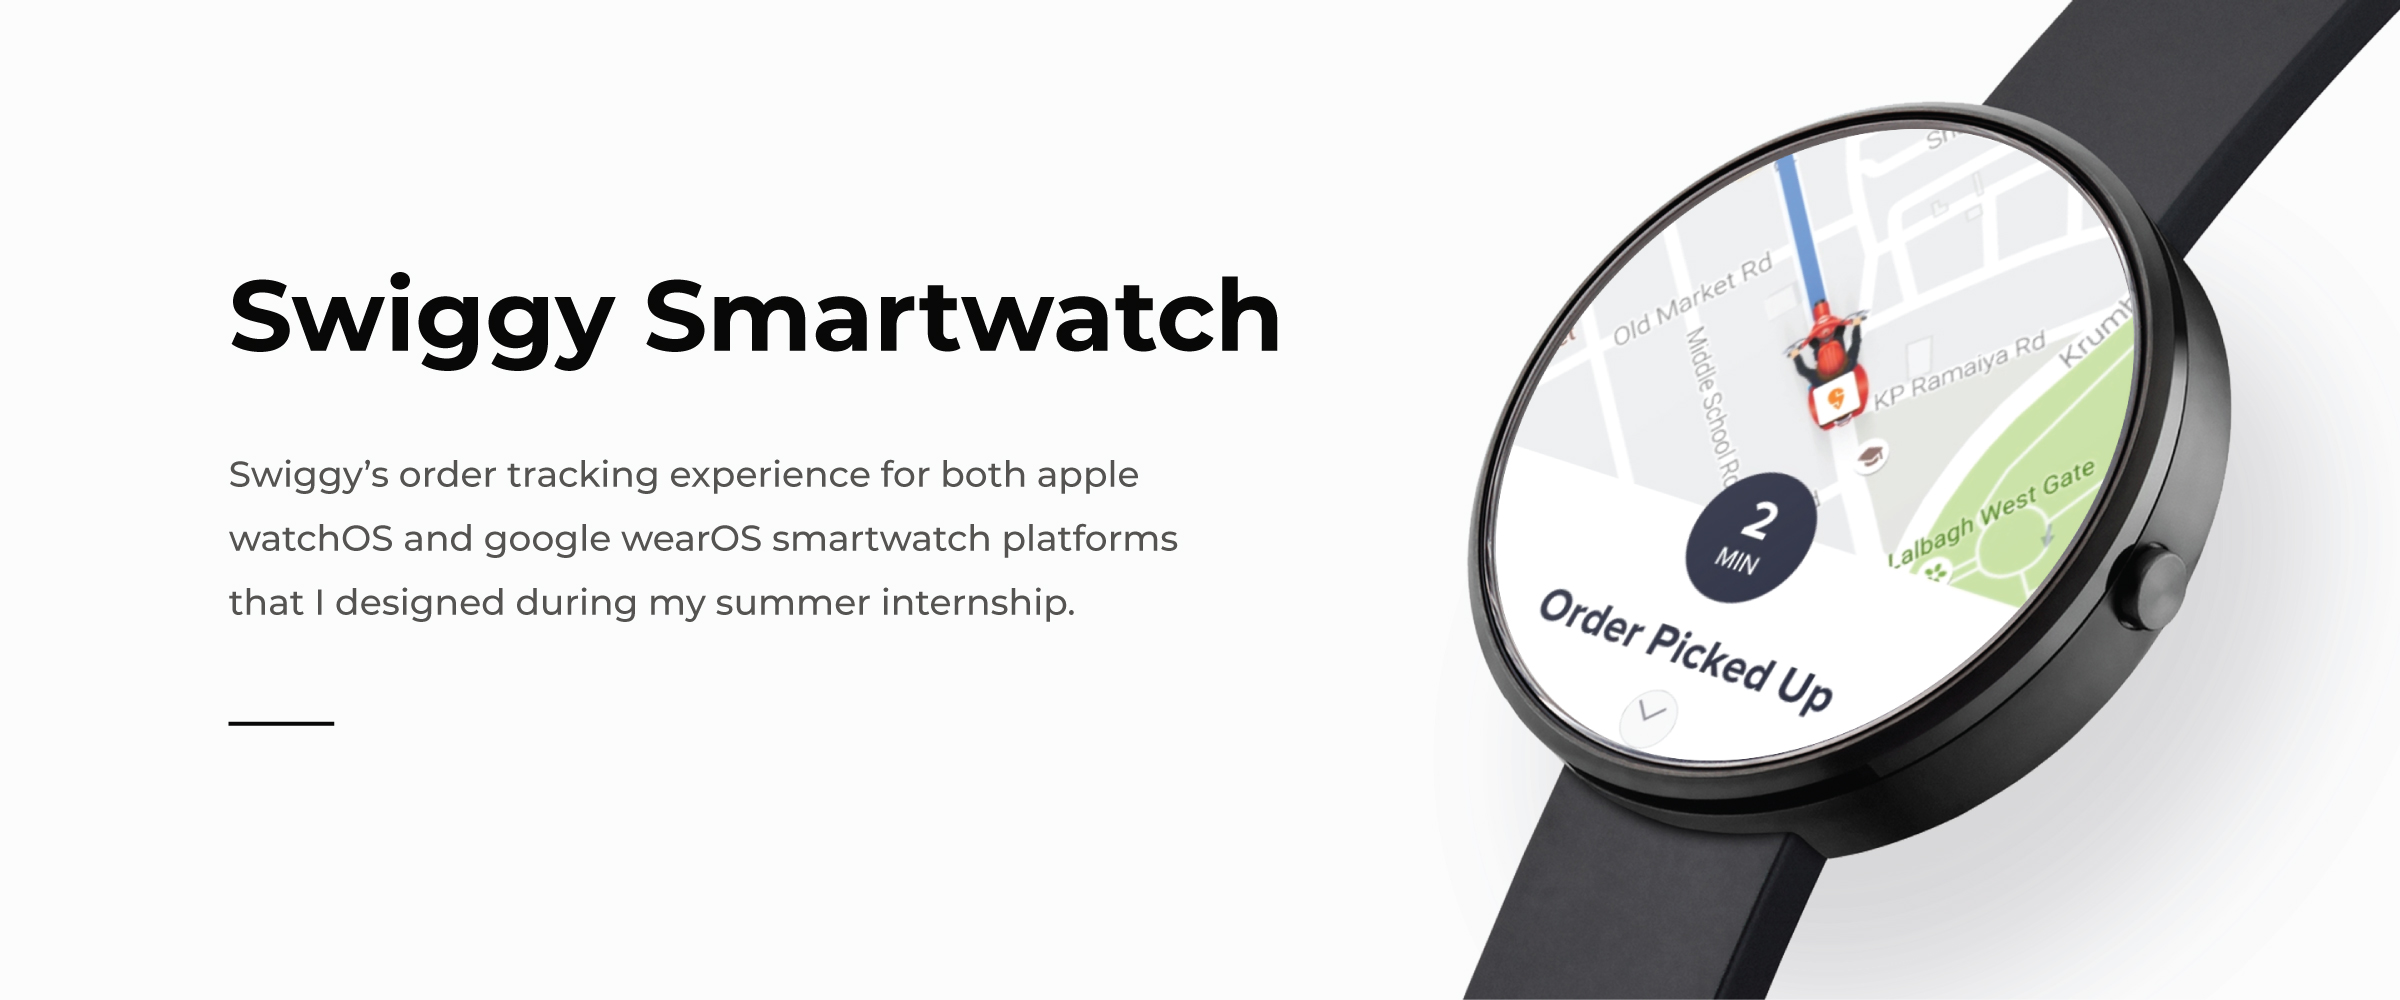 Swiggy Smartwatch
Swiggy’s order tracking experience for both apple
watchOS and google wearOS smartwatch platforms
that I designed during my summer internship.
Old Market Rd
Middle School
KP Ramaiya Rd
Lalbagh West Gate
2
MIN
Order Picked Up